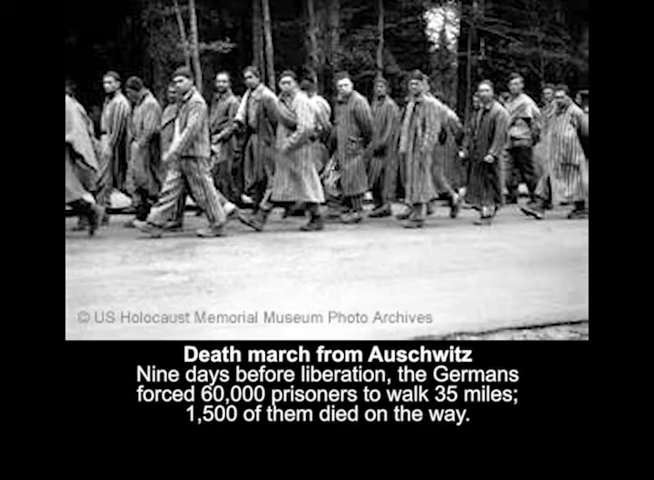 © US Holocaust Memorial Museum Photo Archives
Death march from Auschwitz
Nine days before liberation, the Germans
forced 60,000 prisoners to walk 35 miles;
1,500 of them died on the way.